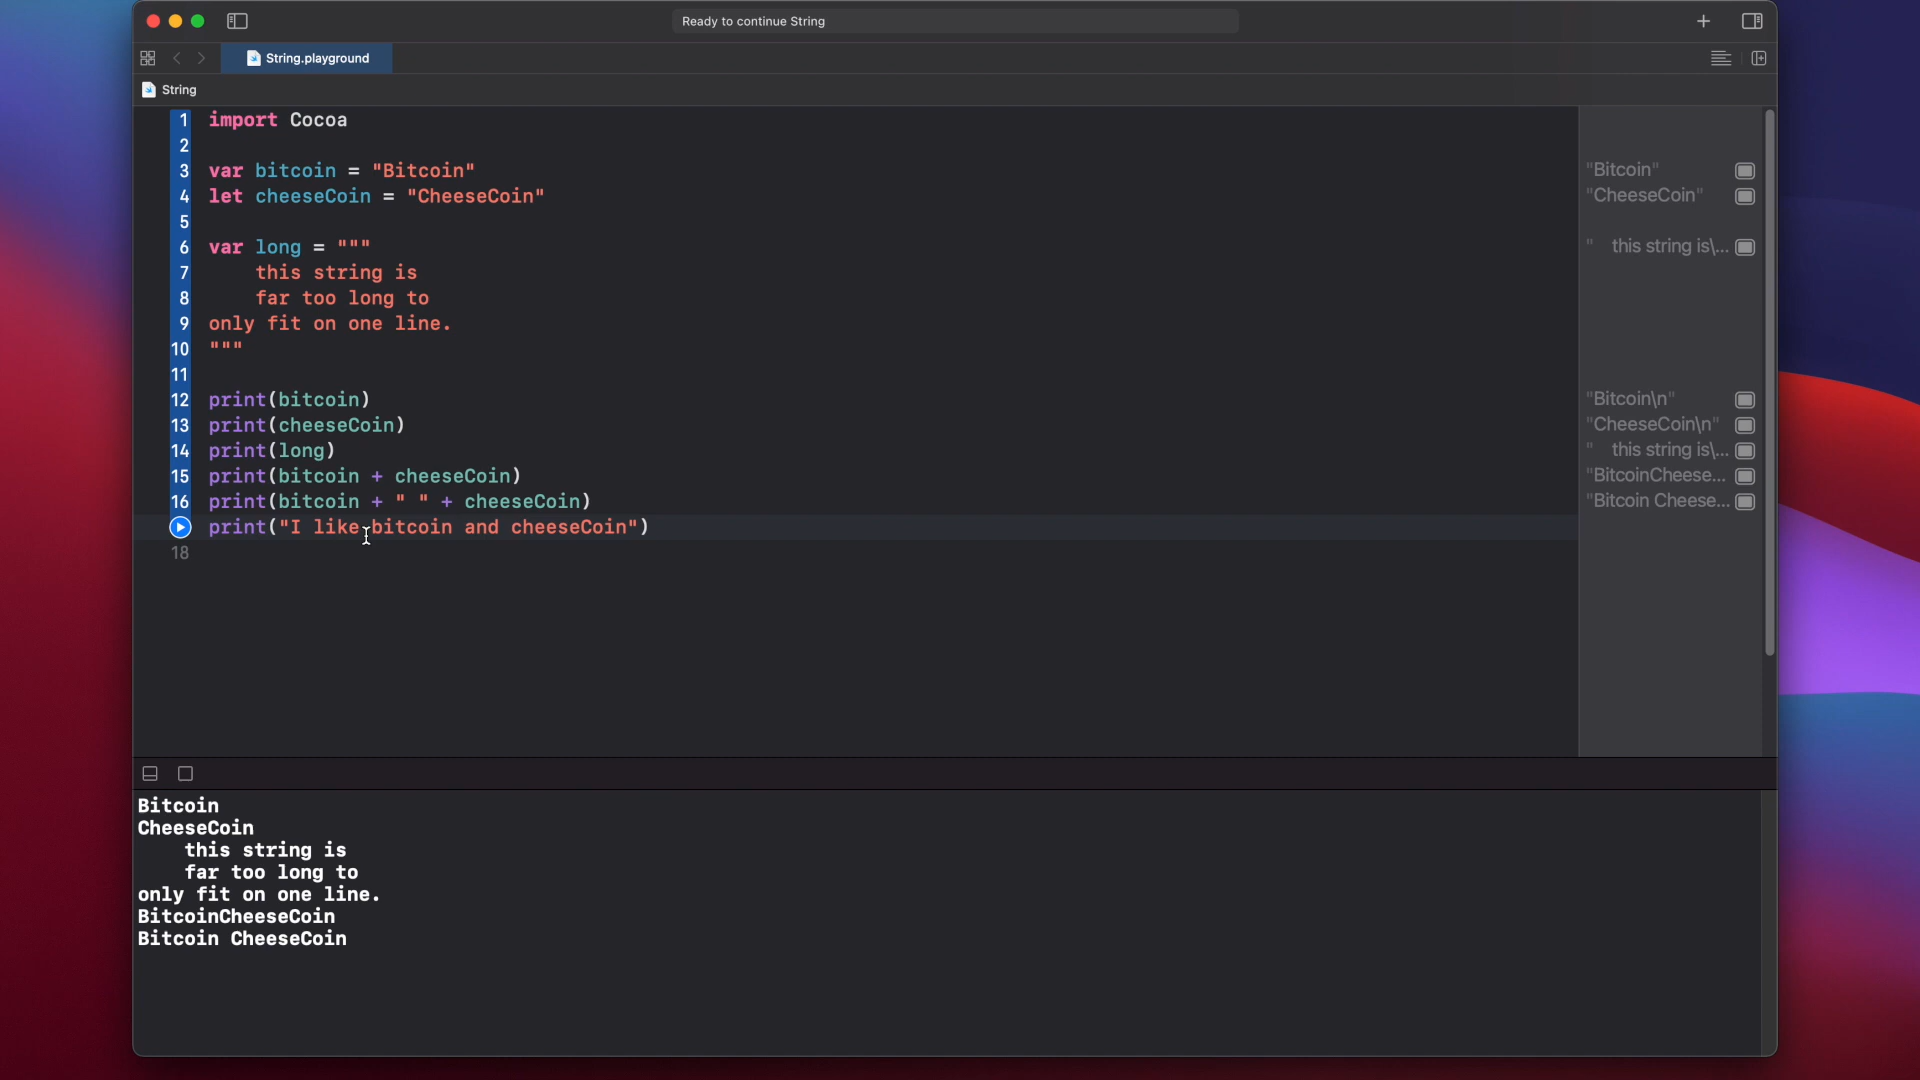 Ready to continue String
String.playground
String
1 import Cocoa
2
3 var bitcoin = "Bitcoin"
4 let cheeseCoin = "CheeseCoin"
5
6 var long = """
7     this string is
8     far too long to
9 only fit on one line.
10 """
11
12 print(bitcoin)
13 print(cheeseCoin)
14 print(long)
15 print(bitcoin + cheeseCoin)
16 print(bitcoin + " " + cheeseCoin)
print("I like bitcoin and cheeseCoin")
18
"Bitcoin"
"CheeseCoin"
"    this string is\...
"Bitcoin\n"
"CheeseCoin\n"
"    this string is\...
"BitcoinCheese...
"Bitcoin Cheese...
Bitcoin
CheeseCoin
    this string is
    far too long to
only fit on one line.
BitcoinCheeseCoin
Bitcoin CheeseCoin